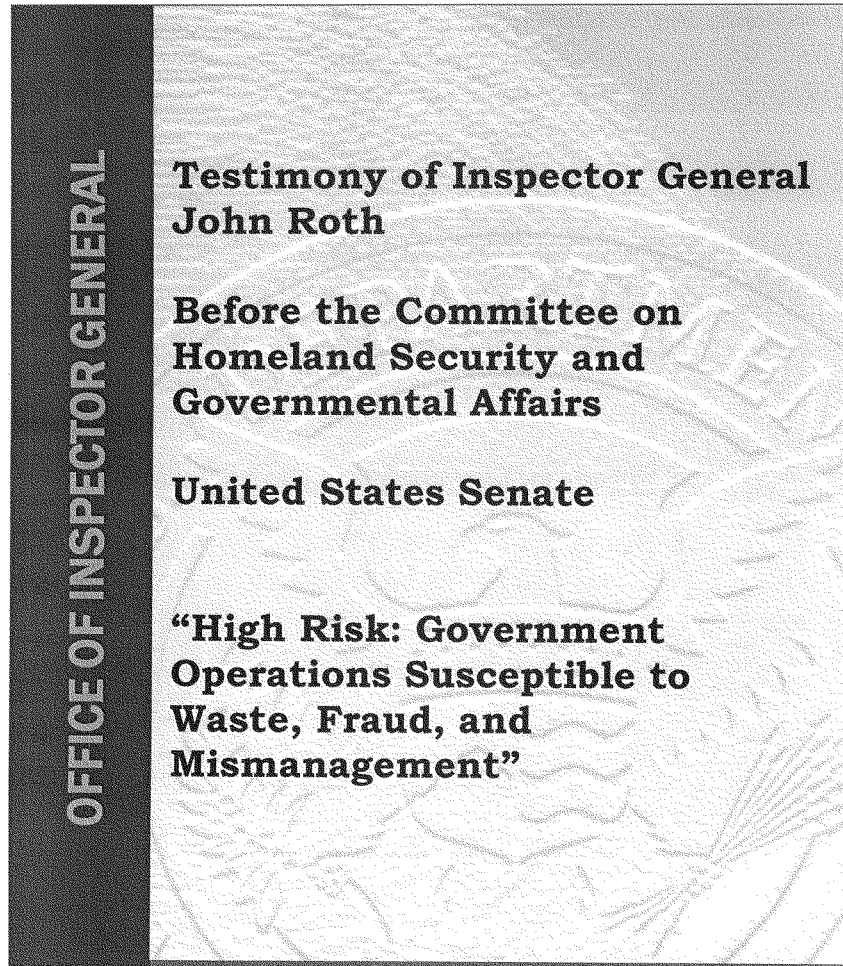 OFFICE OF INSPECTOR GENERAL
Testimony of Inspector General
John Roth
Before the Committee on
Homeland Security and
Governmental Affairs
United States Senate
“High Risk: Government
Operations Susceptible to
Waste, Fraud, and
Mismanagement”